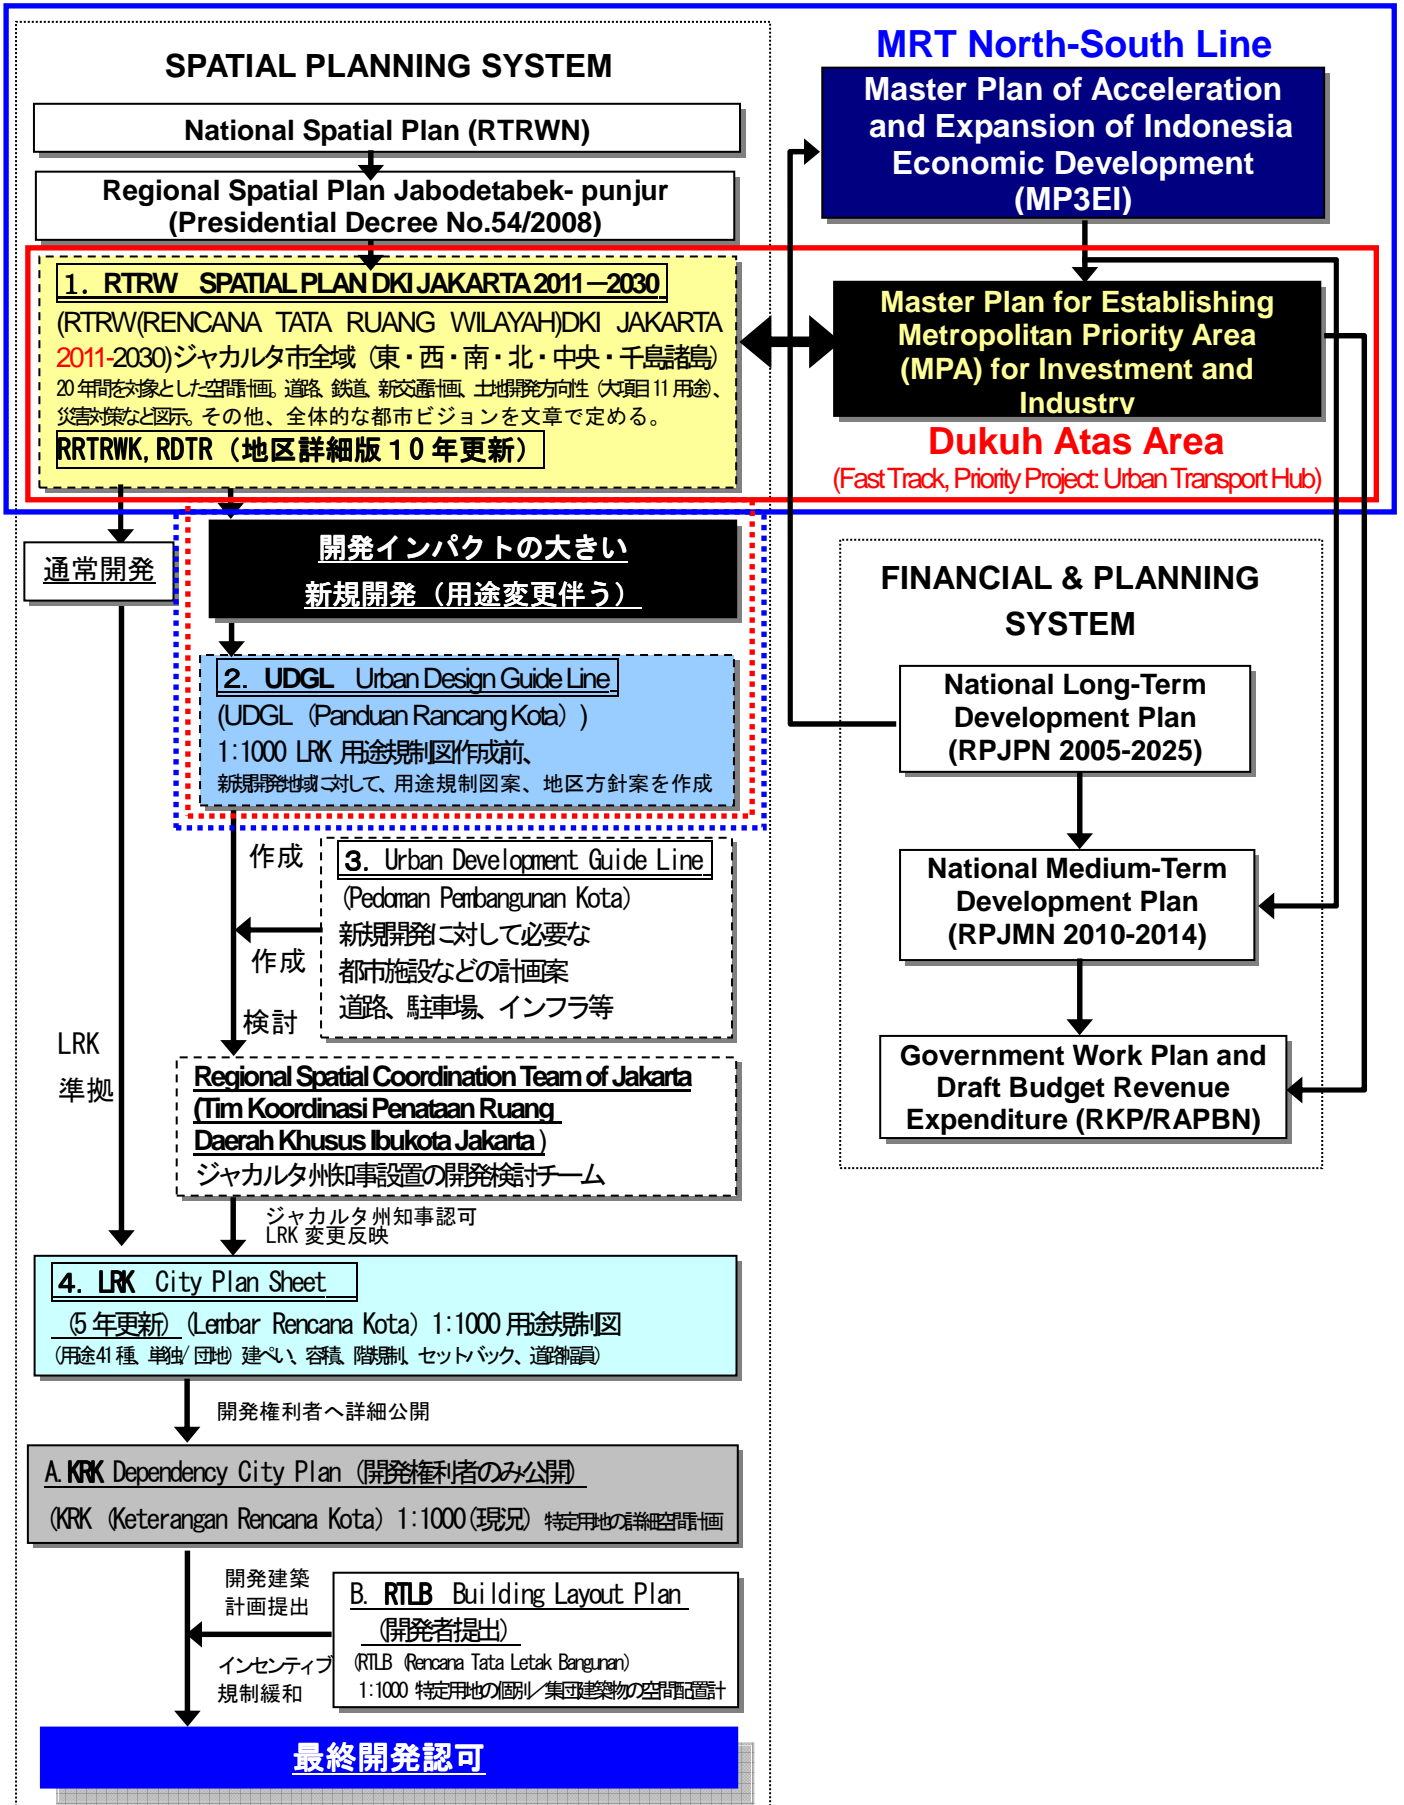 SPATIAL PLANNING SYSTEM
National Spatial Plan (RTRWN)
Regional Spatial Plan Jabodetabek- punjur
(Presidential Decree No.54/2008)
1. RTRW SPATIAL PLAN DKI JAKARTA 2011－2030
(RTRW(RENCANA TATA RUANG WILAYAH)DKI JAKARTA
2011-2030)ジャカルタ市全域（東・西・南・北・中央・千島諸島）
20年間を対象とした空間計画。道路、鉄道、新交通計画、土地開発方向性（大項目11用途）、
災害対策など図示。その他、全体的な都市ビジョンを文章で定める。
RRTRWK, RDTR（地区詳細版１０年更新）
MRT North-South Line
Master Plan of Acceleration
and Expansion of Indonesia
Economic Development
(MP3EI)
Master Plan for Establishing
Metropolitan Priority Area
(MPA) for Investment and
Industry
Dukuh Atas Area
(Fast Track, Priority Project: Urban Transport Hub)
通常開発
開発インパクトの大きい
新規開発（用途変更伴う）
2. UDGL Urban Design Guide Line
(UDGL（Panduan Rancang Kota）)
1:1000 LRK 用途規制図作成前、
新規開発地域に対して、用途規制図案、地区方針案を作成
作成
3. Urban Development Guide Line
(Pedoman Pembangunan Kota)
新規開発に対して必要な
都市施設などの計画案
道路、駐車場、インフラ等
作成
検討
LRK
準拠
Regional Spatial Coordination Team of Jakarta
(Tim Koordinasi Penataan Ruang
Daerah Khusus Ibukota Jakarta )
ジャカルタ州知事設置の開発検討チーム
ジャカルタ州知事認可
LRK 変更反映
4. LRK City Plan Sheet
(5年更新) (Lembar Rencana Kota) 1:1000 用途規制図
(用途41種、単独/団地) 建ぺい、容積、階規制、セットバック、道路幅員)
開発権利者へ詳細公開
A. KRK Dependency City Plan (開発権利者のみ公開)
(KRK (Keterangan Rencana Kota) 1:1000(現況) 特定用地の詳細空間計画
開発建築
計画提出
B. RTLB Building Layout Plan
(開発者提出)
(RTLB (Rencana Tata Letak Bangunan)
1:1000 特定用地の個別／集団建築物の空間配置計
インセンティブ
規制緩和
最終開発認可
FINANCIAL & PLANNING
SYSTEM
National Long-Term
Development Plan
(RPJPN 2005-2025)
National Medium-Term
Development Plan
(RPJMN 2010-2014)
Government Work Plan and
Draft Budget Revenue
Expenditure (RKP/RAPBN)